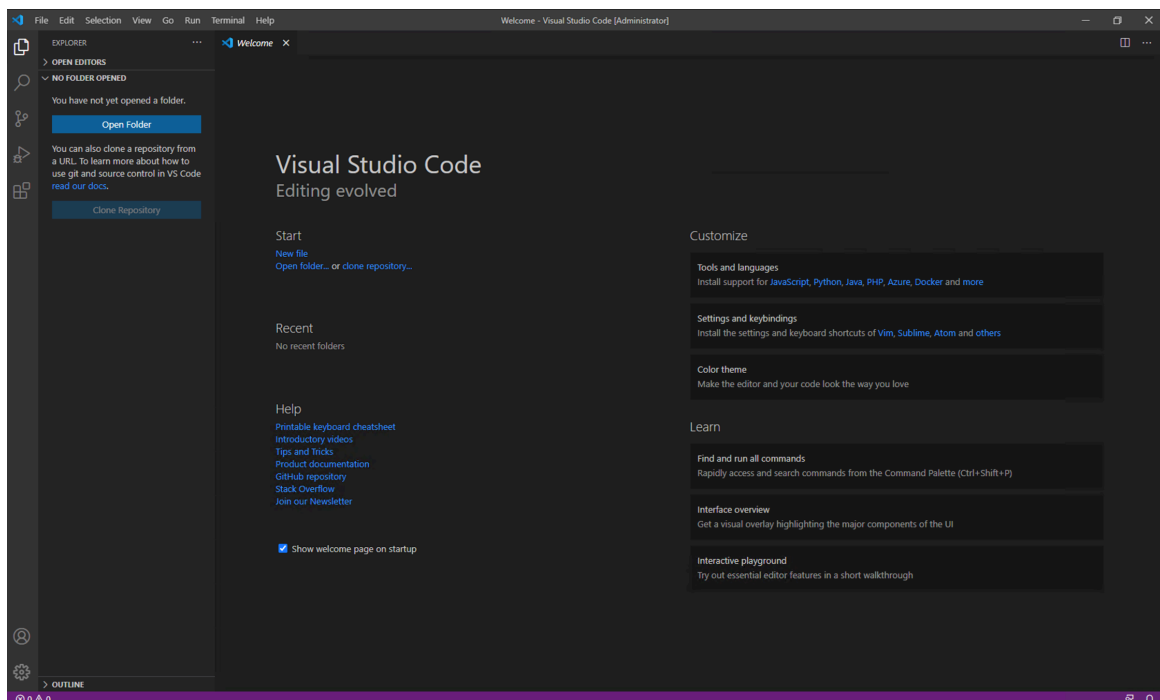 File Edit Selection View Go Run Terminal Help
Welcome - Visual Studio Code [Administrator]
EXPLORER
Welcome
OPEN EDITORS
NO FOLDER OPENED
You have not yet opened a folder.
Open Folder
You can also clone a repository from
a URL. To learn more about how to
use git and source control in VS Code
read our docs.
Clone Repository
OUTLINE
Visual Studio Code
Editing evolved
Start
New file
Open folder... or clone repository...
Recent
No recent folders
Help
Printable keyboard cheatsheet
Introductory videos
Tips and Tricks
Product documentation
GitHub repository
Stack Overflow
Join our Newsletter
Show welcome page on startup
Customize
Tools and languages
Install support for JavaScript, Python, Java, PHP, Azure, Docker and more
Settings and keybindings
Install the settings and keyboard shortcuts of Vim, Sublime, Atom and others
Color theme
Make the editor and your code look the way you love
Learn
Find and run all commands
Rapidly access and search commands from the Command Palette (Ctrl+Shift+P)
Interface overview
Get a visual overlay highlighting the major components of the UI
Interactive playground
Try out essential editor features in a short walkthrough
0 0